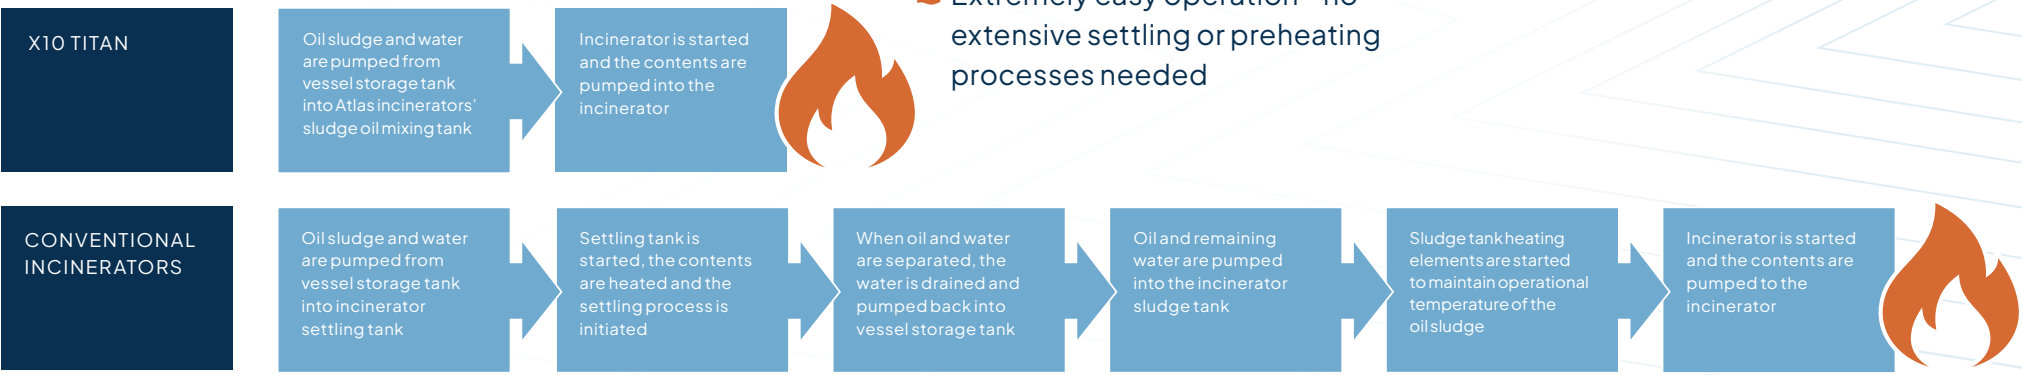 Extremely easy operation – no
extensive settling or preheating
processes needed
X10 TITAN
Oil sludge and water
are pumped from
vessel storage tank
into Atlas incinerators’
sludge oil mixing tank
Incinerator is started
and the contents are
pumped into the
incinerator
CONVENTIONAL
INCINERATORS
Oil sludge and water
are pumped from
vessel storage tank
into incinerator
settling tank
Settling tank is
started, the contents
are heated and the
settling process is
initiated
When oil and water
are separated, the
water is drained and
pumped back into
vessel storage tank
Oil and remaining
water are pumped
into the incinerator
sludge tank
Sludge tank heating
elements are started
to maintain operational
temperature of the
oil sludge
Incinerator is started
and the contents are
pumped to the
incinerator